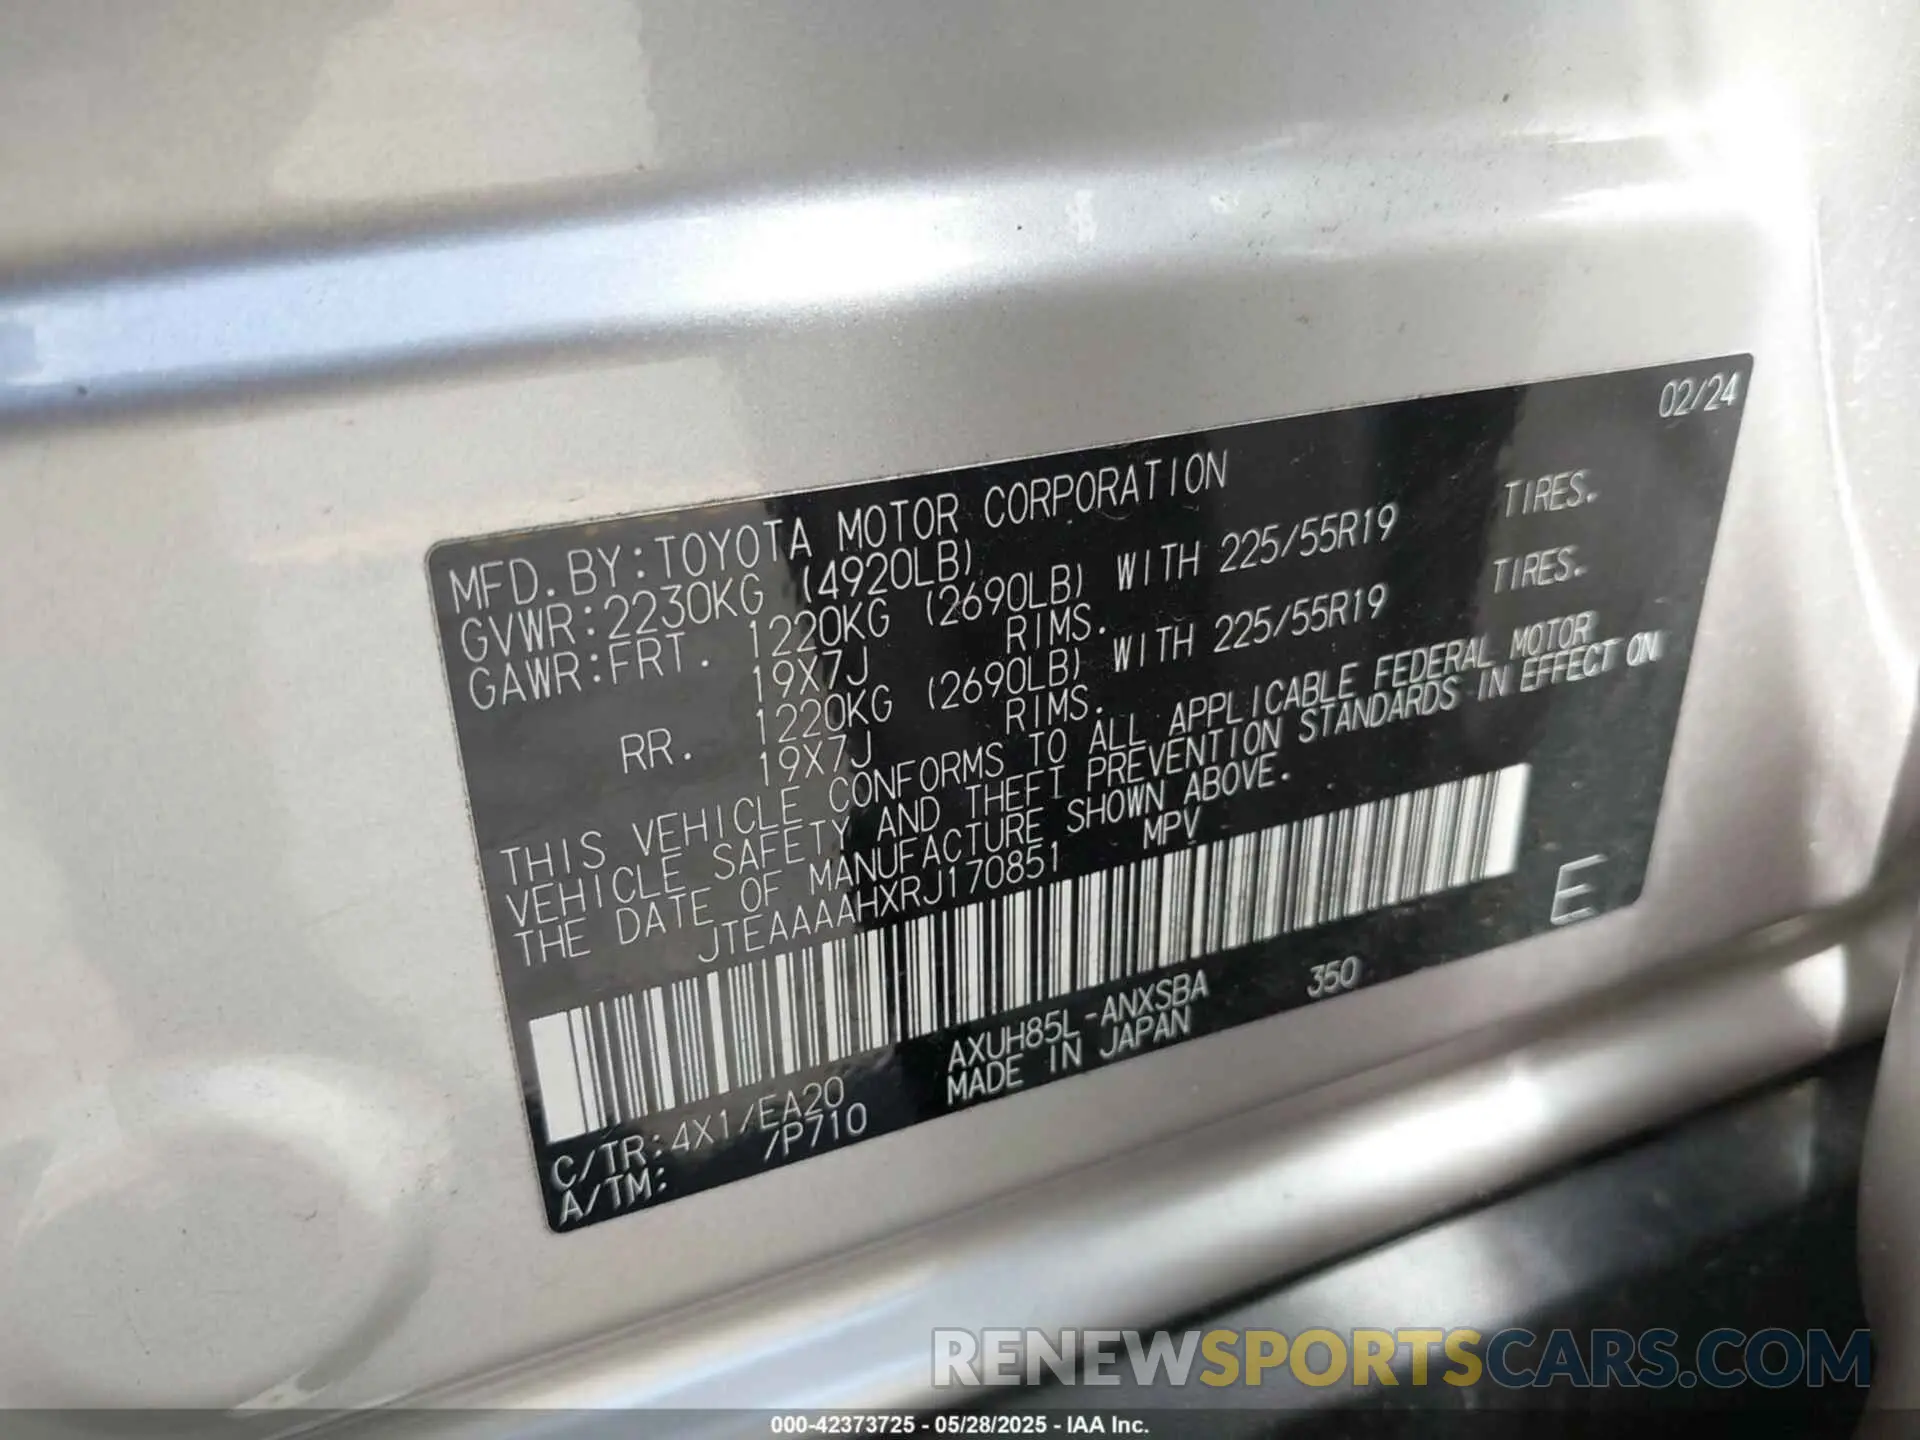 02/24
MFD. BY:TOYOTA MOTOR CORPORATION
GVWR:2230KG (4920LB)
GAWR:FRT. 1220KG (2690LB) WITH 225/55R19 TIRES.
19X7J RIMS.
RR. 1220KG (2690LB) WITH 225/55R19 TIRES.
19X7J RIMS.
THIS VEHICLE CONFORMS TO ALL APPLICABLE FEDERAL MOTOR
VEHICLE SAFETY AND THEFT PREVENTION STANDARDS IN EFFECT ON
THE DATE OF MANUFACTURE SHOWN ABOVE.
JTEAAAAHXRJ170851 MPV
E
C/TR:4X1/EA20 AXUH85L-ANXSBA 350
A/TM: /P710 MADE IN JAPAN
RENEWSPORTSCARS.COM
000-42373725 - 05/28/2025 - IAA Inc.